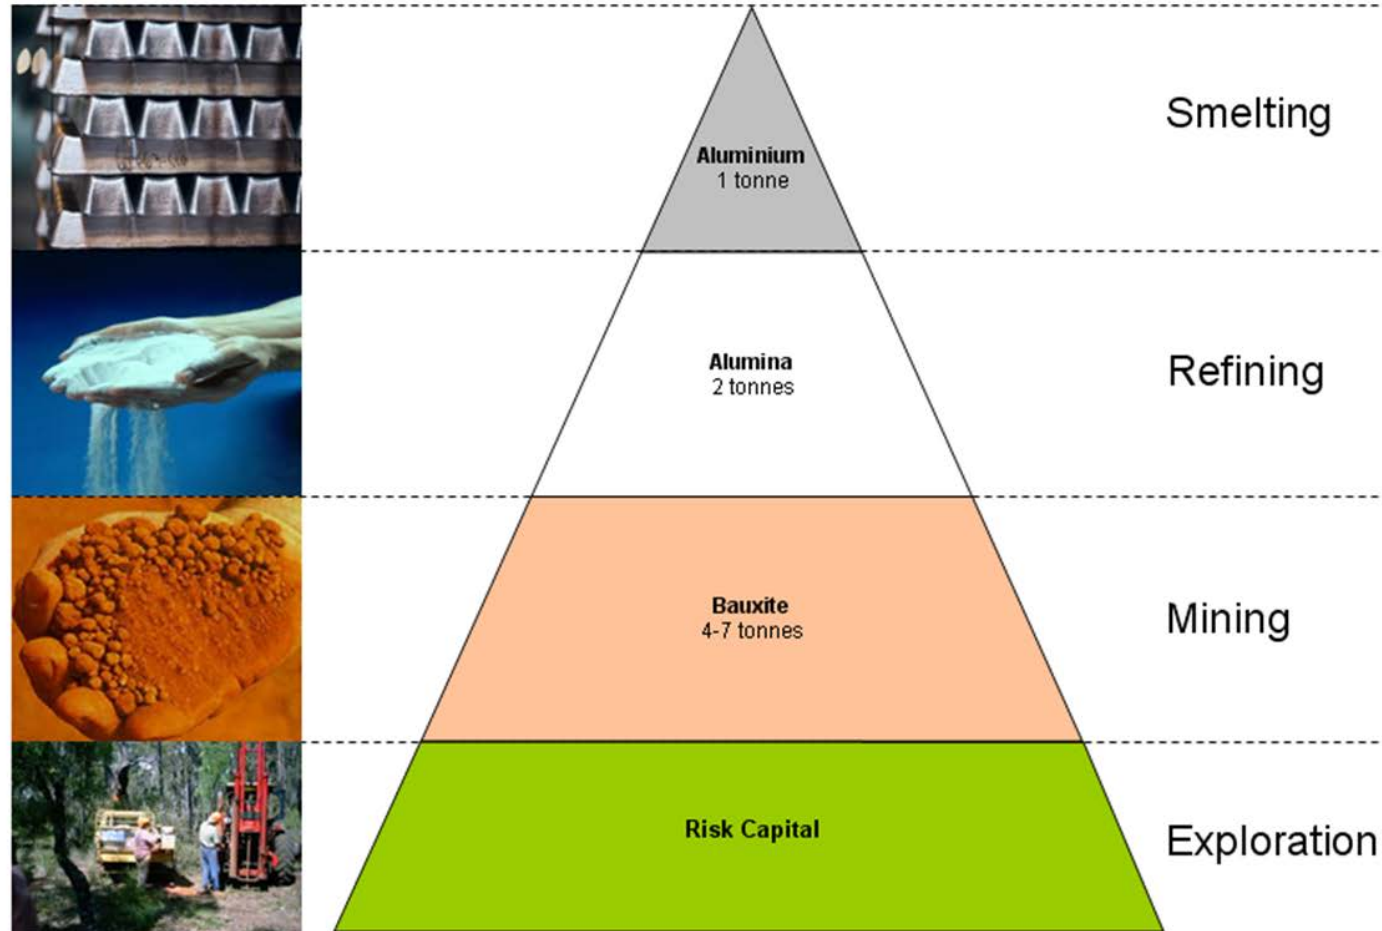 Smelting
Aluminium
1 tonne
Alumina
2 tonnes
Refining
Bauxite
4-7 tonnes
Mining
Risk Capital
Exploration